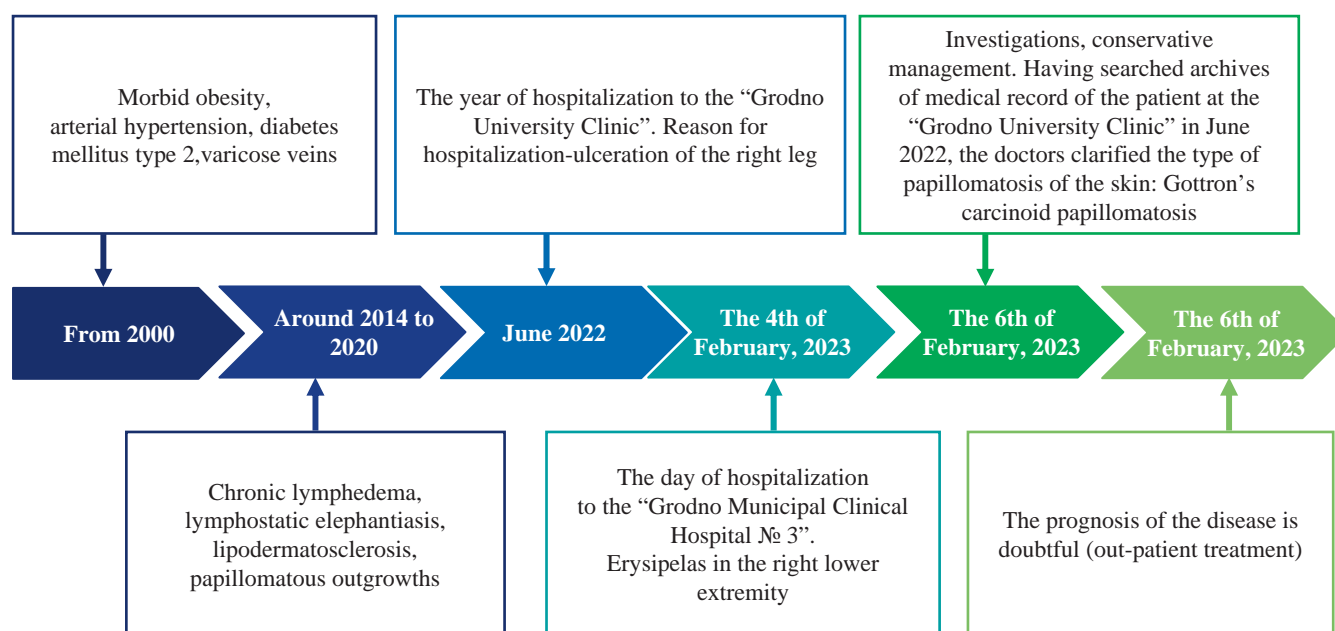 Morbid obesity,
arterial hypertension, diabetes
mellitus type 2,varicose veins
The year of hospitalization to the “Grodno
University Clinic”. Reason for
hospitalization-ulceration of the right leg
Investigations, conservative
management. Having searched archives
of medical record of the patient at the
“Grodno University Clinic” in June
2022, the doctors clarified the type of
papillomatosis of the skin: Gottron’s
carcinoid papillomatosis
From 2000
Around 2014 to
2020
June 2022
The 4th of
February, 2023
The 6th of
February, 2023
The 6th of
February, 2023
Chronic lymphedema,
lymphostatic elephantiasis,
lipodermatosclerosis,
papillomatous outgrowths
The day of hospitalization
to the “Grodno Municipal Clinical
Hospital № 3”.
Erysipelas in the right lower
extremity
The prognosis of the disease is
doubtful (out-patient treatment)